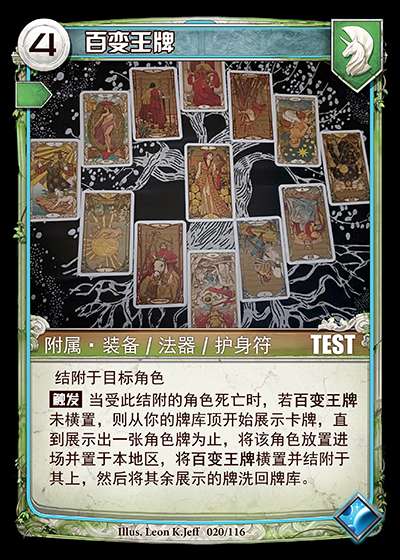 4 百变王牌
附属·装备/法器/护身符 TEST
结附于目标角色
触发 当受此结附的角色死亡时，若百变王牌
未横置，则从你的牌库顶开始展示卡牌，直
到展示出一张角色牌为止，将该角色放置进
场并置于本地区，将百变王牌横置并结附于
其上，然后将其余展示的牌洗回牌库。
Illus. Leon K.Jeff 020/116